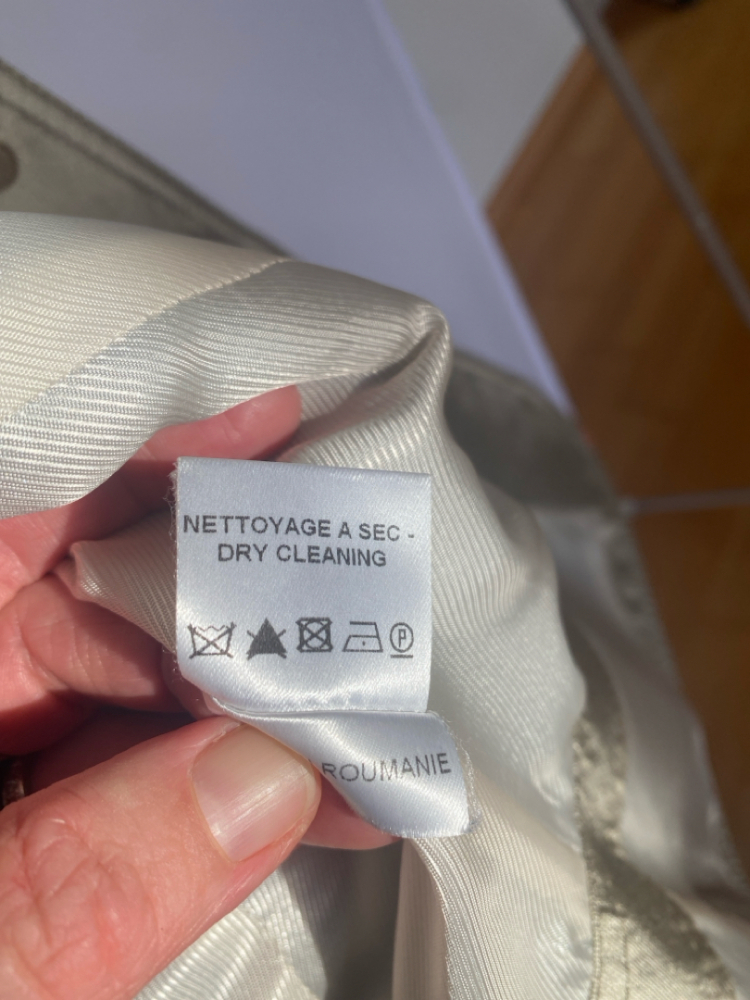 NETTOYAGE A SEC -
DRY CLEANING
P
ROUMANIE